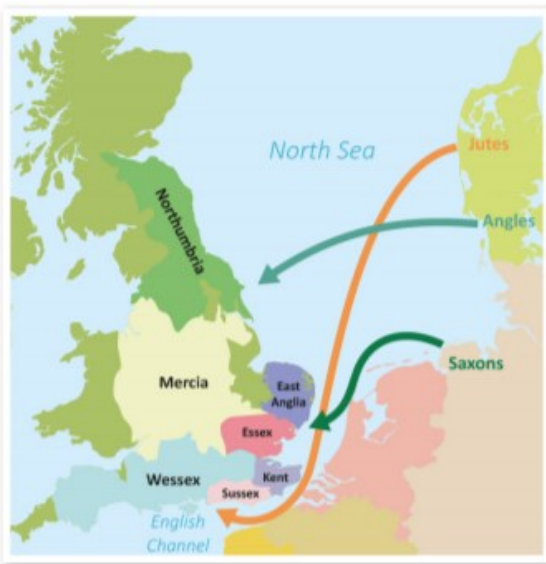 North Sea
Jutes
Northumbria
Angles
Saxons
Mercia
East
Anglia
Essex
Wessex
Kent
Sussex
English
Channel